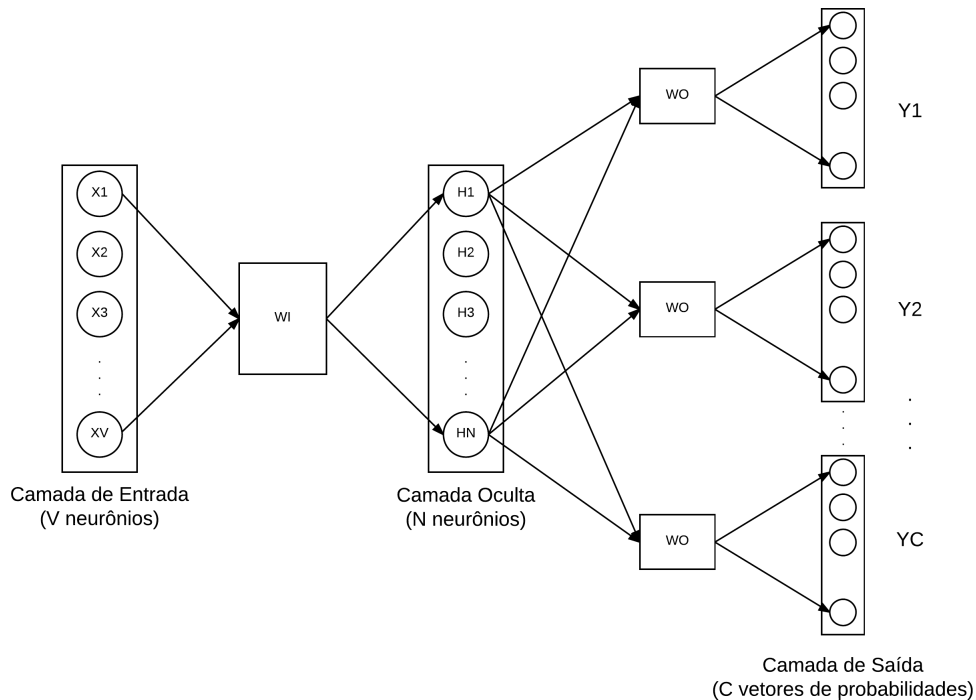 X1
X2
X3
.
.
.
XV
Camada de Entrada
(V neurônios)
WI
H1
H2
H3
.
.
.
HN
Camada Oculta
(N neurônios)
WO
WO
WO
Y1
Y2
.
.
.
.
.
.
YC
Camada de Saída
(C vetores de probabilidades)